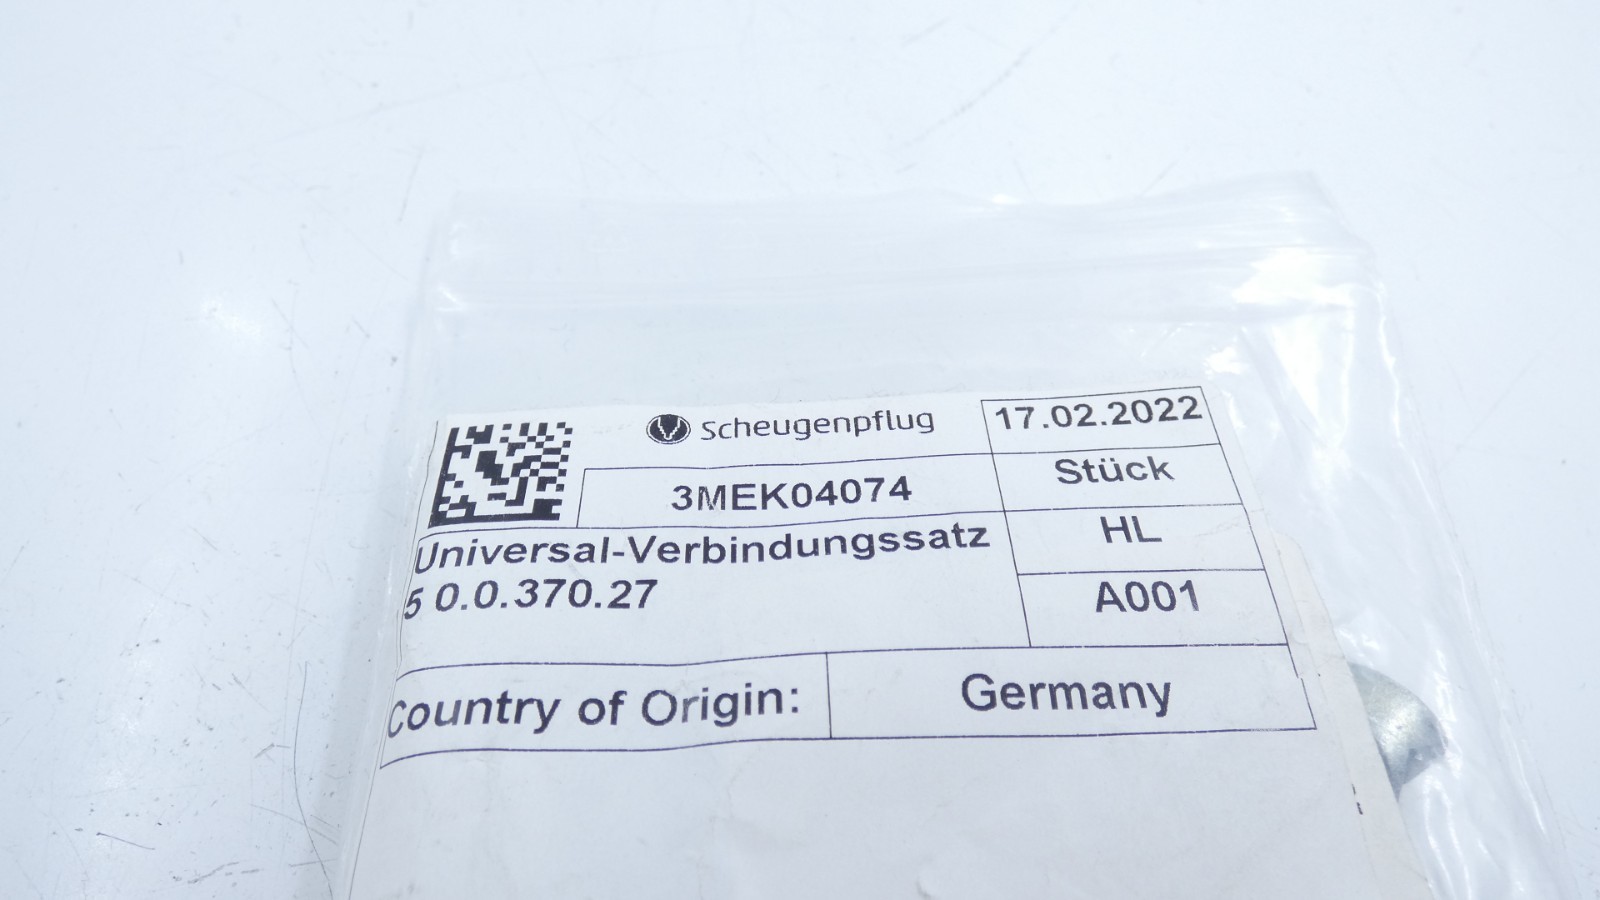 scheugenpflug
17.02.2022
3MEK04074
Stück
Universal-Verbindungssatz
HL
5 0.0.370.27
A001
Country of Origin:
Germany